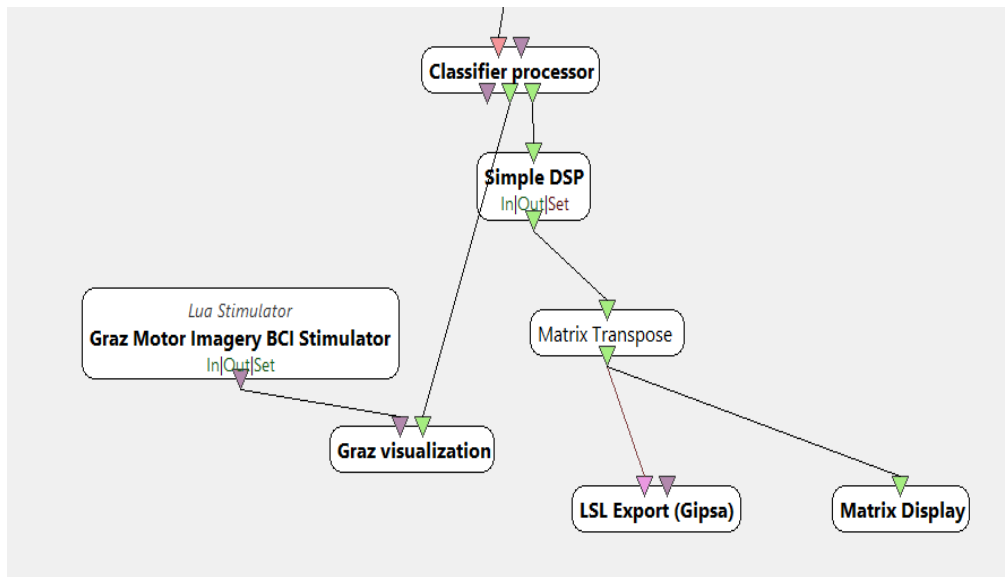 Classifier processor
Simple DSP
In|Out|Set
Lua Stimulator
Graz Motor Imagery BCI Stimulator
In|Out|Set
Matrix Transpose
Graz visualization
LSL Export (Gipsa)
Matrix Display